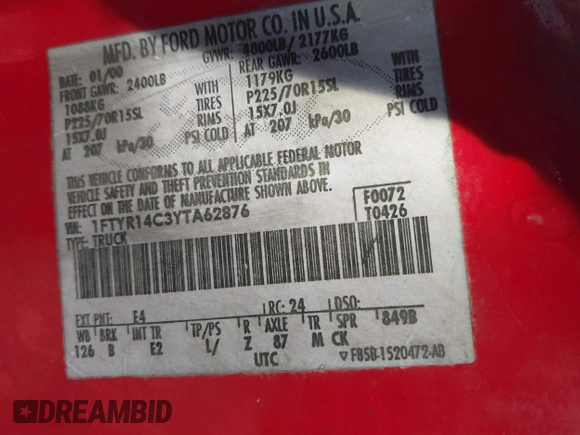 MFD. BY FORD MOTOR CO. IN U.S.A.
DATE: 01/00 GVWR: 4800LB/ 2177KG
FRONT GAWR: 2400LB REAR GAWR: 2600LB
1088KG WITH 1179KG WITH
P225/70R15SL TIRES P225/70R15SL TIRES
15X7.0J RIMS 15X7.0J RIMS
AT 207 kPa/30 PSI COLD AT 207 kPa/30 PSI COLD
THIS VEHICLE CONFORMS TO ALL APPLICABLE FEDERAL MOTOR
VEHICLE SAFETY AND THEFT PREVENTION STANDARDS IN
EFFECT ON THE DATE OF MANUFACTURE SHOWN ABOVE.
VIN: 1FTYR14C3YTA62876 F0072
TYPE: TRUCK T0426
EXT PNT: E4 RC: 24 DSO:
WB BRK INT TR TP/PS R AXLE TR SPR 849B
126 B E2 L/ Z 87 M CK
UTC ▽F85B-1520472-AB
DREAMBID